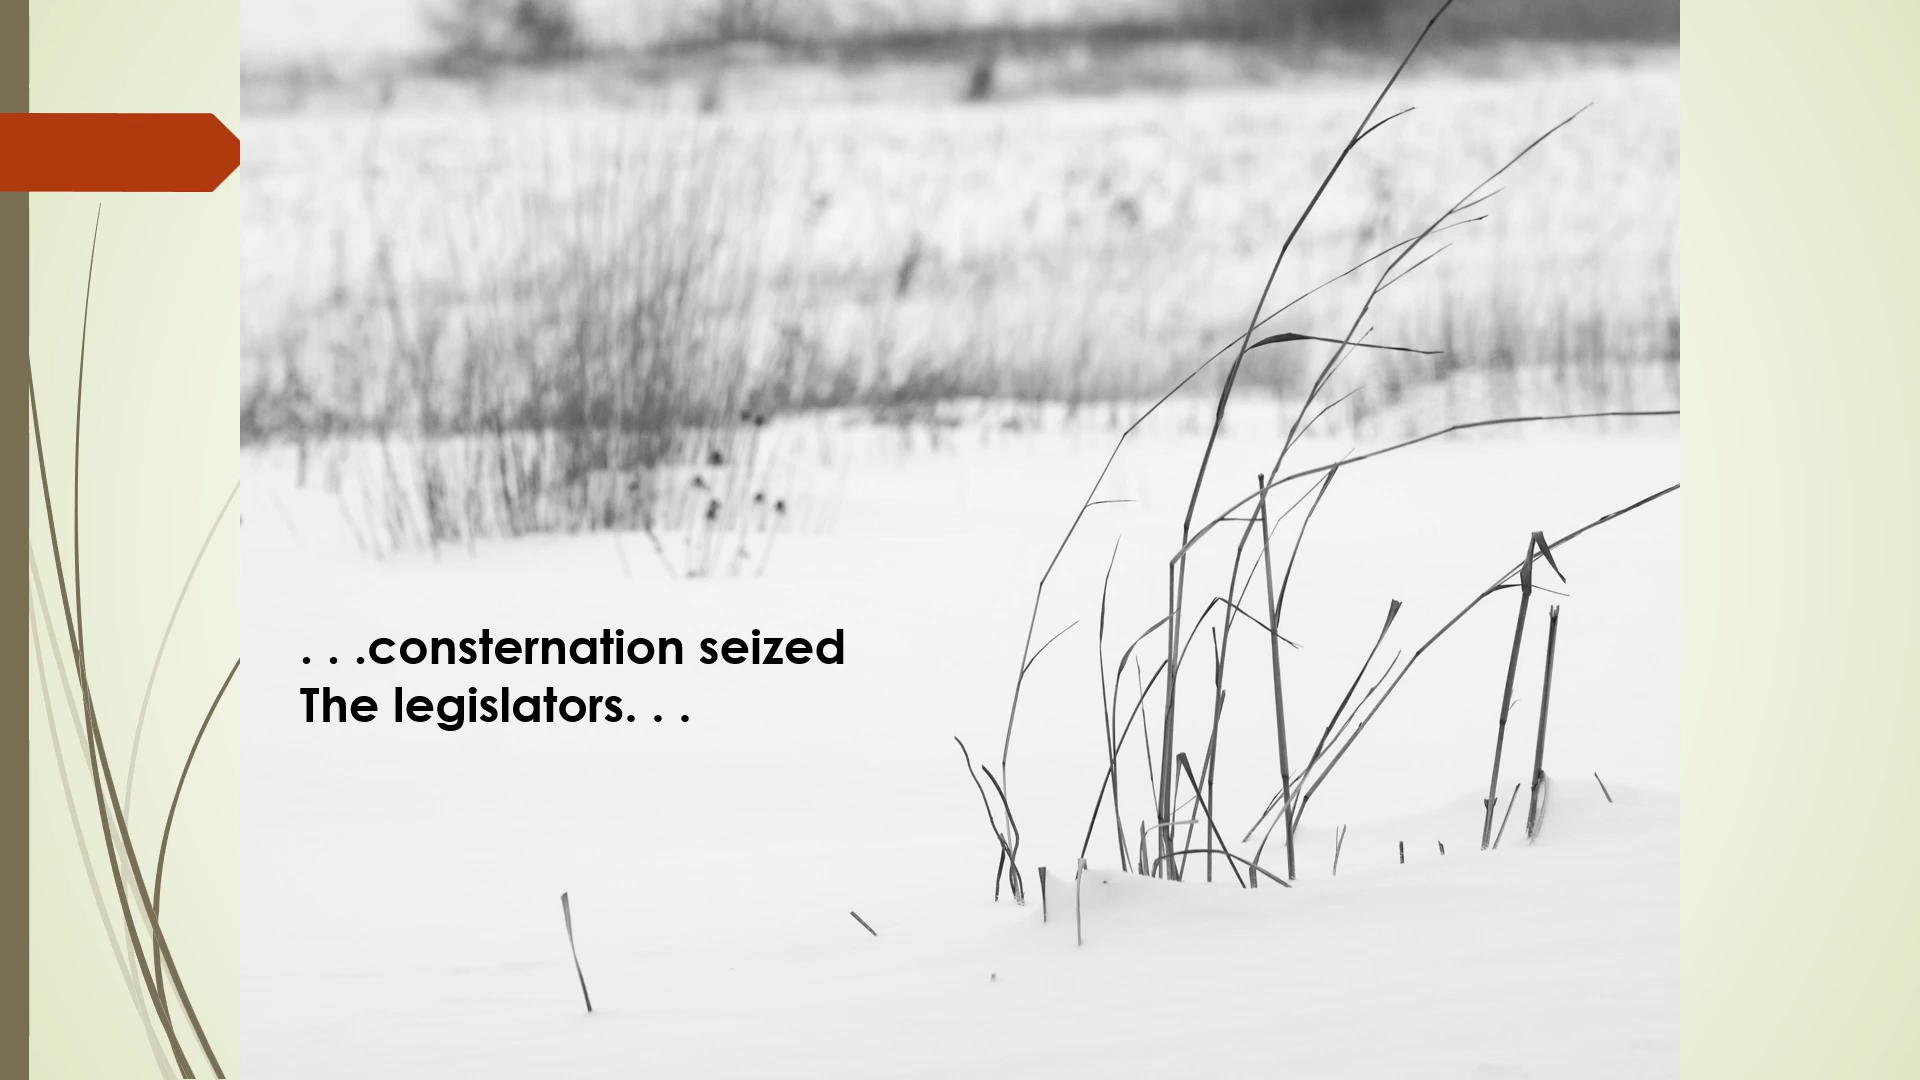 . . .consternation seized
The legislators. . .